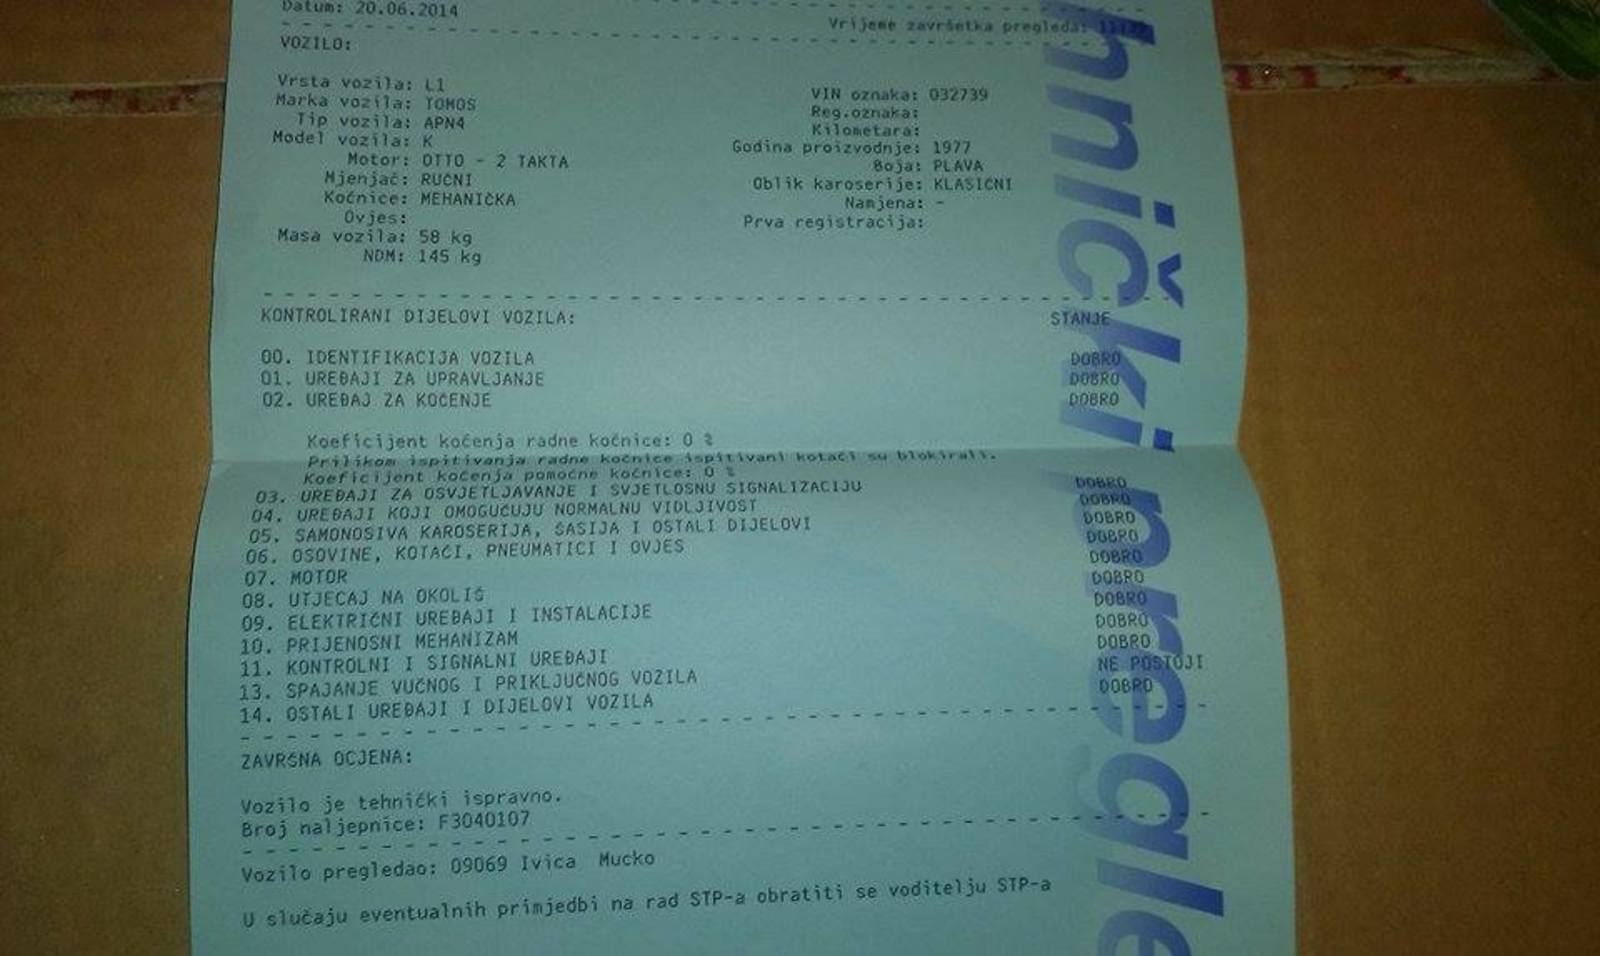 Datum: 20.06.2014
Vrijeme završetka pregleda:
VOZILO:
Vrsta vozila: L1
Marka vozila: TOMOS
Tip vozila: APN4
Model vozila: K
Motor: OTTO - 2 TAKTA
Mjenjač: RUČNI
Kočnice: MEHANIČKA
Ovjes:
Masa vozila: 58 kg
NDM: 145 kg
VIN oznaka: 032739
Reg.oznaka:
Kilometara:
Godina proizvodnje: 1977
Boja: PLAVA
Oblik karoserije: KLASIČNI
Namjena: -
Prva registracija:
KONTROLIRANI DIJELOVI VOZILA: STANJE
00. IDENTIFIKACIJA VOZILA DOBRO
01. UREĐAJI ZA UPRAVLJANJE DOBRO
02. UREĐAJ ZA KOČENJE DOBRO
Koeficijent kočenja radne kočnice: 0 %
Prilikom ispitivanja radne kočnice ispitivani kotači su blokirali.
Koeficijent kočenja pomoćne kočnice: 0 %
03. UREĐAJI ZA OSVJETLJAVANJE I SVJETLOSNU SIGNALIZACIJU DOBRO
04. UREĐAJI KOJI OMOGUĆUJU NORMALNU VIDLJIVOST DOBRO
05. SAMONOSIVA KAROSERIJA, ŠASIJA I OSTALI DIJELOVI DOBRO
06. OSOVINE, KOTAČI, PNEUMATICI I OVJES DOBRO
07. MOTOR DOBRO
08. UTJECAJ NA OKOLIŠ DOBRO
09. ELEKTRIČNI UREĐAJI I INSTALACIJE DOBRO
10. PRIJENOSNI MEHANIZAM DOBRO
11. KONTROLNI I SIGNALNI UREĐAJI DOBRO
13. SPAJANJE VUČNOG I PRIKLJUČNOG VOZILA NE POSTOJI
14. OSTALI UREĐAJI I DIJELOVI VOZILA DOBRO
ZAVRŠNA OCJENA:
Vozilo je tehnički ispravno.
Broj naljepnice: F3040107
Vozilo pregledao: 09069 Ivica Mucko
U slučaju eventualnih primjedbi na rad STP-a obratiti se voditelju STP-a
hnički pregle